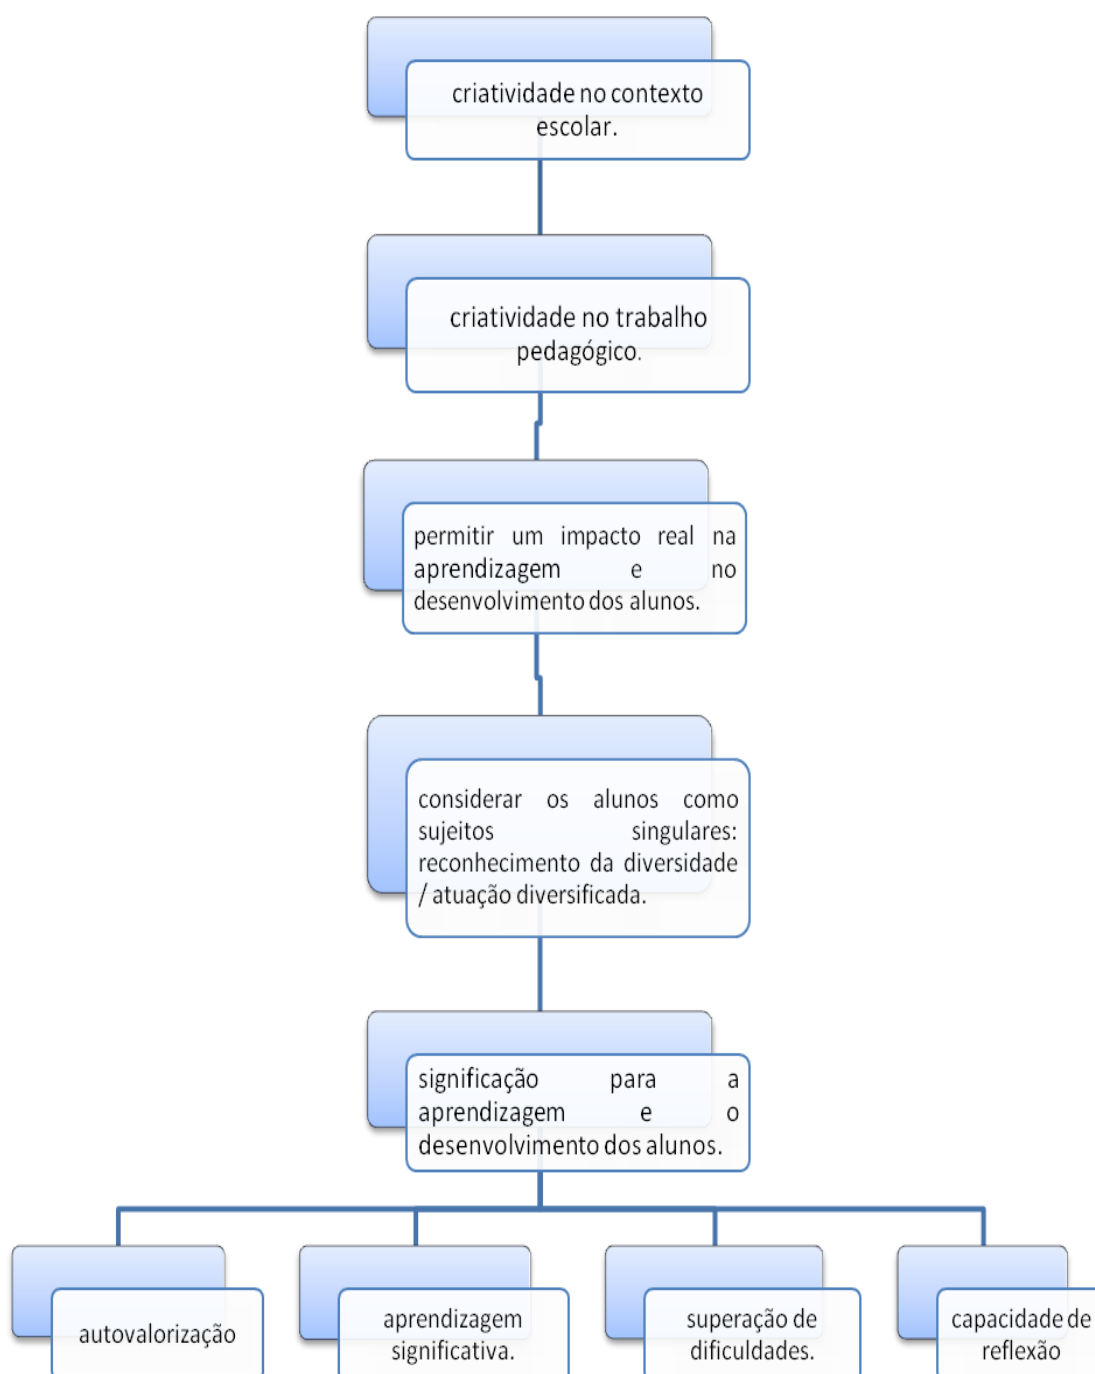 criatividade no contexto
escolar.
criatividade no trabalho
pedagógico.
permitir um impacto real na
aprendizagem e no
desenvolvimento dos alunos.
considerar os alunos como
sujeitos singulares:
reconhecimento da diversidade
/ atuação diversificada.
significação para a
aprendizagem e o
desenvolvimento dos alunos.
autovalorização
aprendizagem
significativa.
superação de
dificuldades.
capacidade de
reflexão